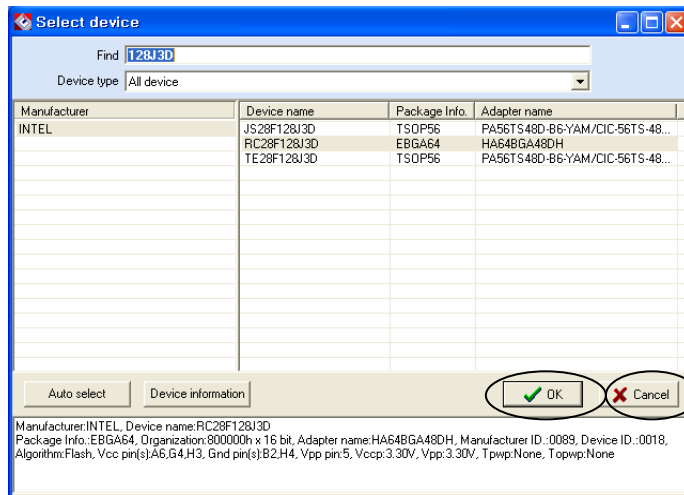 Select device
Find 128J3D
Device type All device
Manufacturer Device name Package Info. Adapter name
INTEL JS28F128J3D TSOP56 PA56TS48D-B6-YAM/CIC-56TS-48...
RC28F128J3D EBGA64 HA64BGA48DH
TE28F128J3D TSOP56 PA56TS48D-B6-YAM/CIC-56TS-48...
Auto select Device information OK Cancel
Manufacturer:INTEL, Device name:RC28F128J3D
Package Info.:EBGA64, Organization:800000h x 16 bit, Adapter name:HA64BGA48DH, Manufacturer ID.:0089, Device ID.:0018,
Algorithm:Flash, Vcc pin(s):A6,G4,H3, Gnd pin(s):B2,H4, Vpp pin:5, Vccp:3.30V, Vpp:3.30V, Tpwp:None, Topwp:None